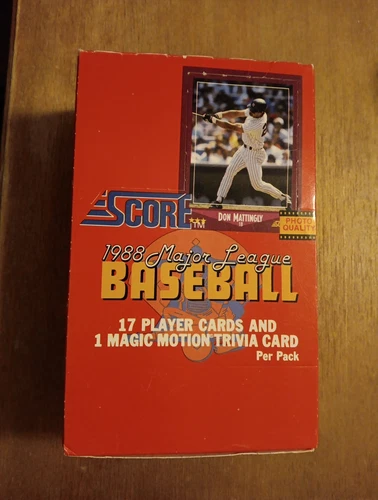 DON MATTINGLY
1B
SCORE
TM
PHOTO
QUALITY
1988 Major League
BASEBALL
17 PLAYER CARDS AND
1 MAGIC MOTION TRIVIA CARD
Per Pack